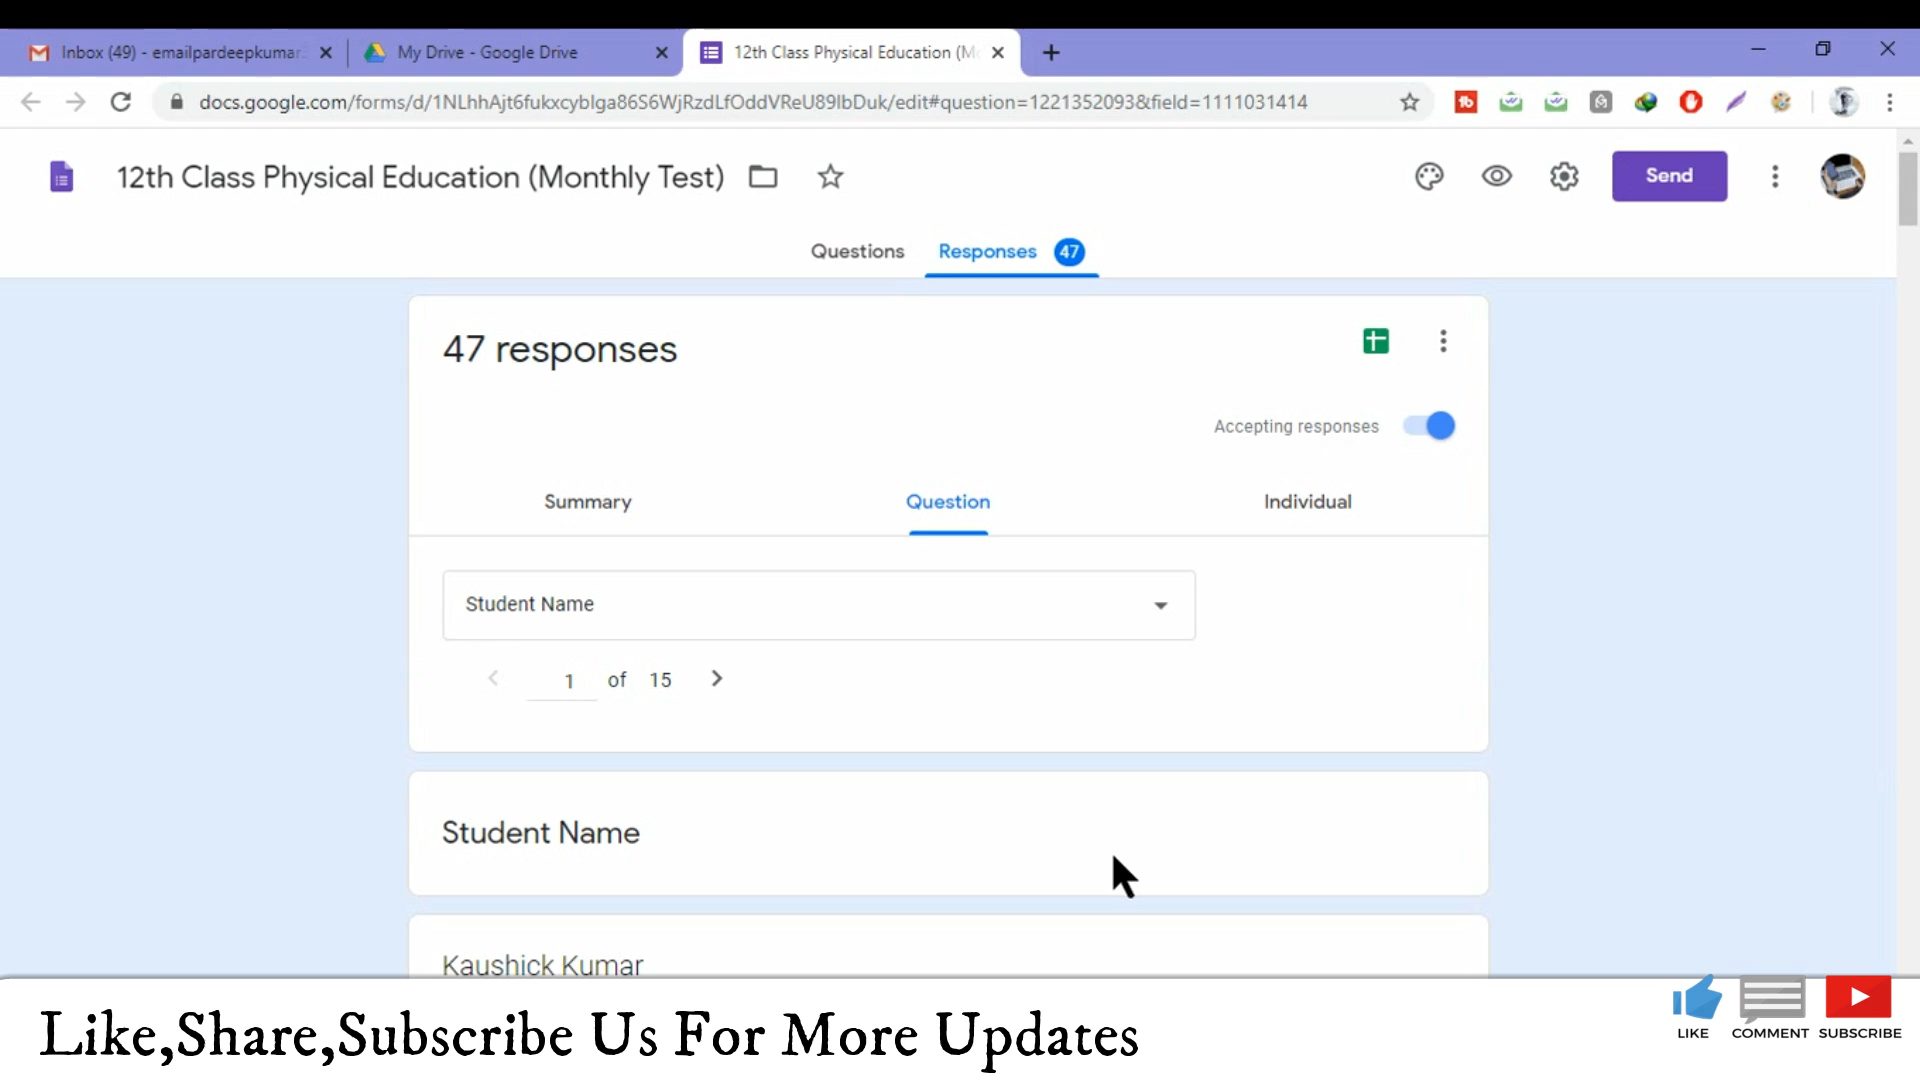 Inbox (49) - emailpardeepkumar
My Drive - Google Drive
12th Class Physical Education (M
docs.google.com/forms/d/1NLhhAjt6fukxcyblga86S6WjRzdLfOddVReU89lbDuk/edit#question=1221352093&field=1111031414
12th Class Physical Education (Monthly Test)
Send
Questions
Responses 47
47 responses
Accepting responses
Summary
Question
Individual
Student Name
1 of 15
Student Name
Kaushick Kumar
Like,Share,Subscribe Us For More Updates
LIKE
COMMENT
SUBSCRIBE